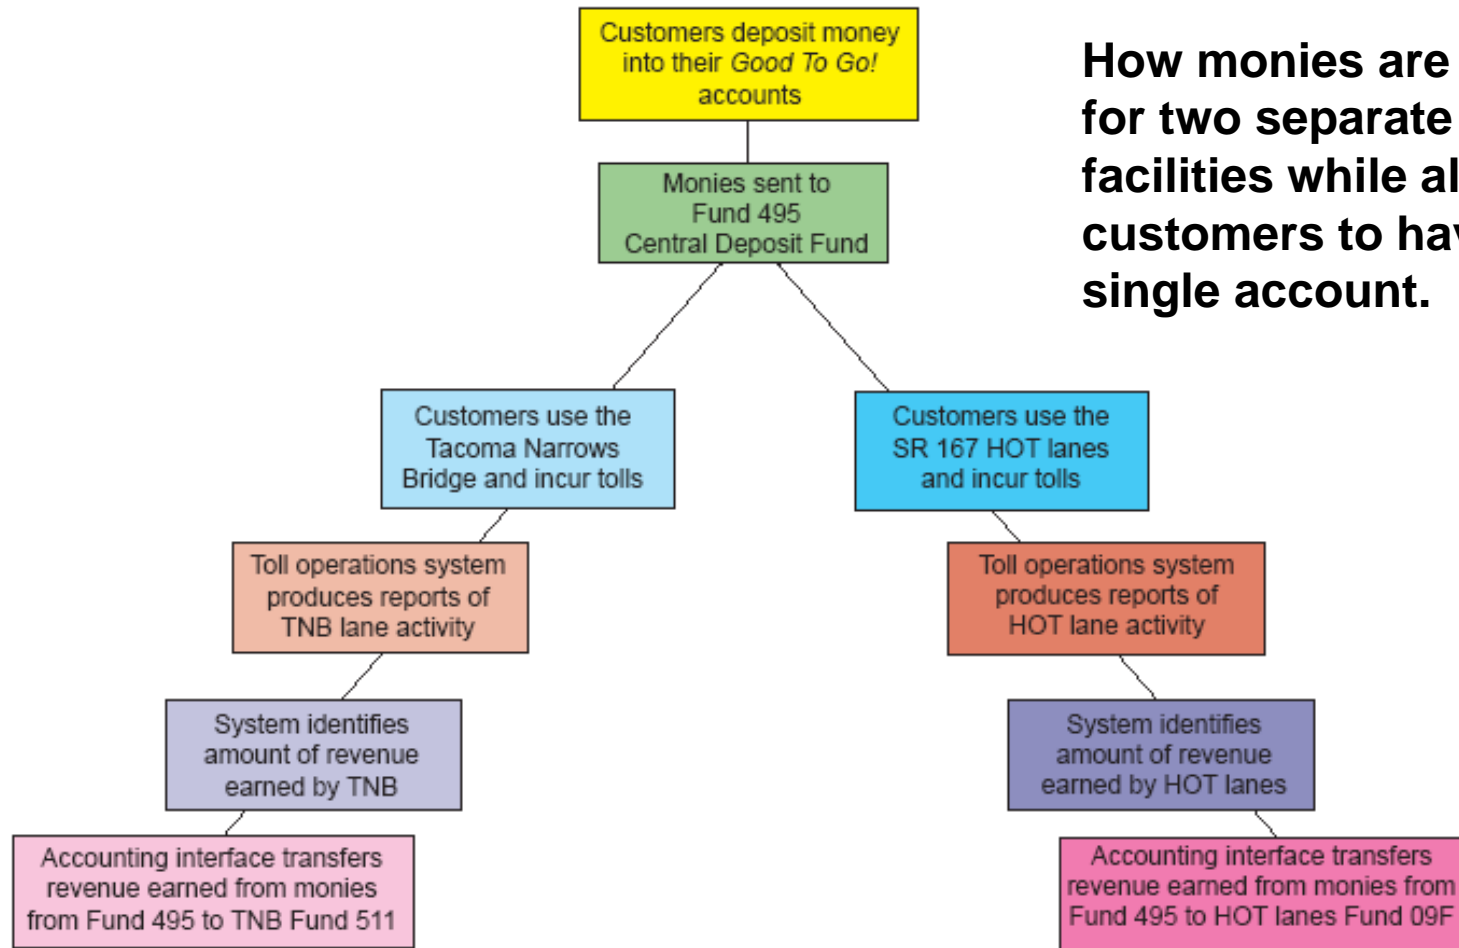 Customers deposit money
into their Good To Go!
accounts
How monies are
for two separate
facilities while al
customers to hav
single account.
Monies sent to
Fund 495
Central Deposit Fund
Customers use the
Tacoma Narrows
Bridge and incur tolls
Customers use the
SR 167 HOT lanes
and incur tolls
Toll operations system
produces reports of
TNB lane activity
Toll operations system
produces reports of
HOT lane activity
System identifies
amount of revenue
earned by TNB
System identifies
amount of revenue
earned by HOT lanes
Accounting interface transfers
revenue earned from monies
from Fund 495 to TNB Fund 511
Accounting interface transfers
revenue earned from monies from
Fund 495 to HOT lanes Fund 09F